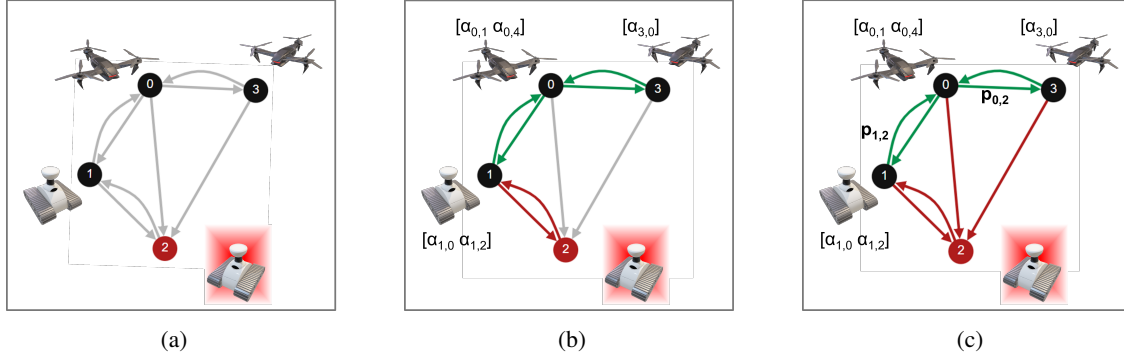 [α0,1 α0,4] [α3,0] [α0,1 α0,4] [α3,0]
0 3 0 3 0 3
p0,2
p1,2
1 1 1
[α1,0 α1,2] [α1,0 α1,2]
2 2 2
(a) (b) (c)